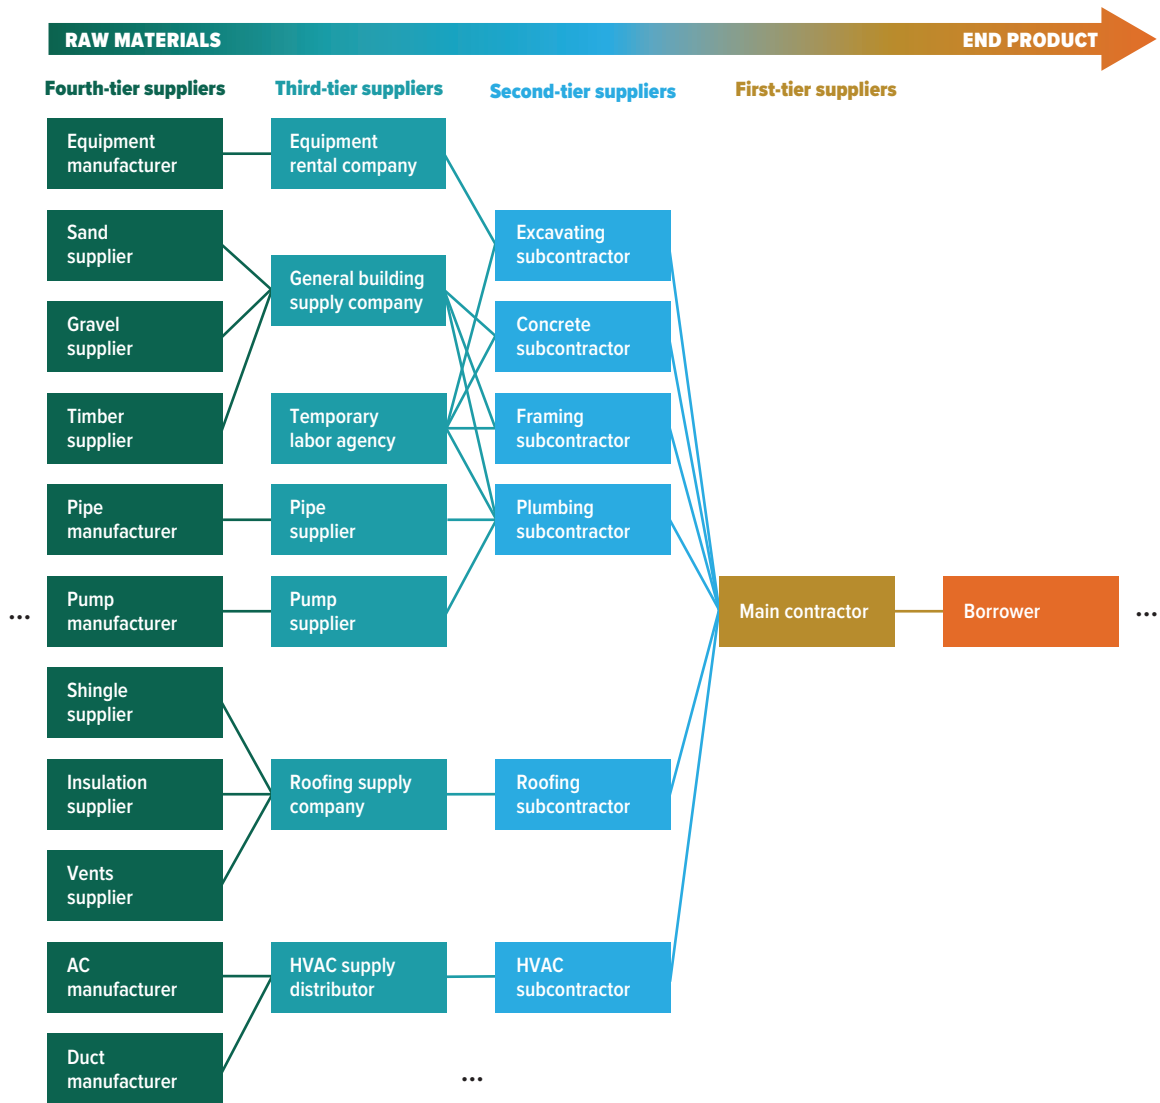 RAW MATERIALS
END PRODUCT
Fourth-tier suppliers
Third-tier suppliers
Second-tier suppliers
First-tier suppliers
Equipment
manufacturer
Sand
supplier
Gravel
supplier
Timber
supplier
Pipe
manufacturer
...
Pump
manufacturer
Shingle
supplier
Insulation
supplier
Vents
supplier
AC
manufacturer
Duct
manufacturer
Equipment
rental company
General building
supply company
Temporary
labor agency
Pipe
supplier
Pump
supplier
Roofing supply
company
HVAC supply
distributor
...
Excavating
subcontractor
Concrete
subcontractor
Framing
subcontractor
Plumbing
subcontractor
Roofing
subcontractor
HVAC
subcontractor
Main contractor
Borrower
...